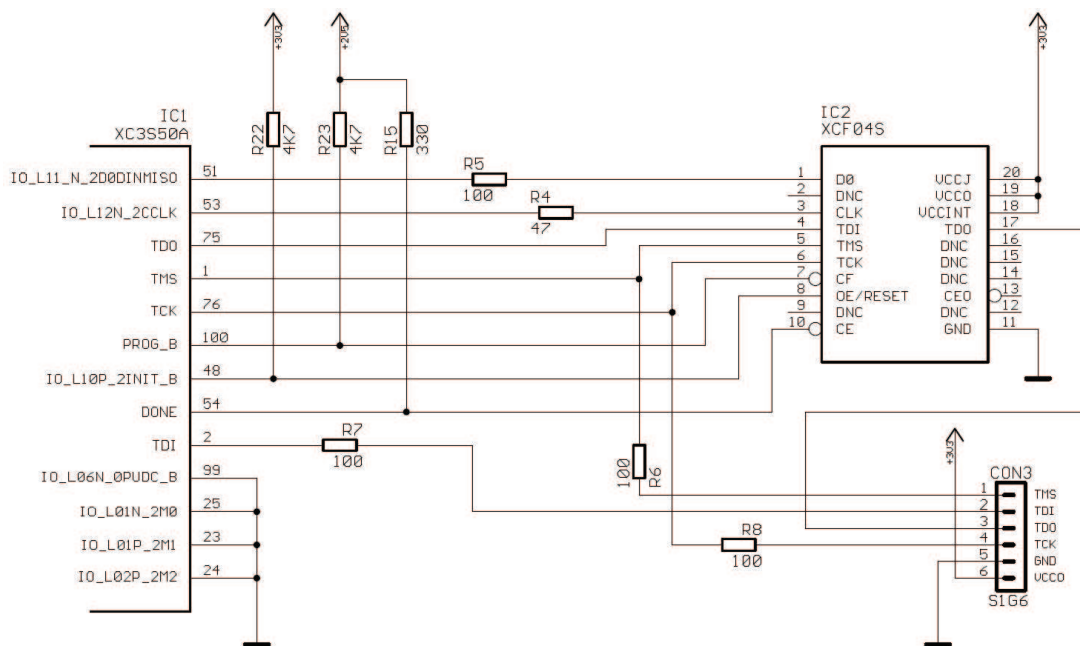 +3V3
+2V5
+3V3
IC1
XC3S50A
R22
4K7
R23
4K7
R15
330
IC2
XCF04S
IO_L11_N_2D0DINMISO 51
IO_L12N_2CCLK 53
TDO 75
TMS 1
TCK 76
PROG_B 100
IO_L10P_2INIT_B 48
DONE 54
TDI 2
IO_L06N_0PUDC_B 99
IO_L01N_2M0 25
IO_L01P_2M1 23
IO_L02P_2M2 24
R5
100
R4
47
R7
100
R6
100
R8
100
1 D0
2 DNC
3 CLK
4 TDI
5 TMS
6 TCK
7 CF
8 OE/RESET
9 DNC
10 CE
VCCJ 20
VCCO 19
VCCINT 18
TDO 17
DNC 16
DNC 15
DNC 14
CEO 13
DNC 12
GND 11
+3V3
CON3
1 TMS
2 TDI
3 TDO
4 TCK
5 GND
6 VCCO
S1G6